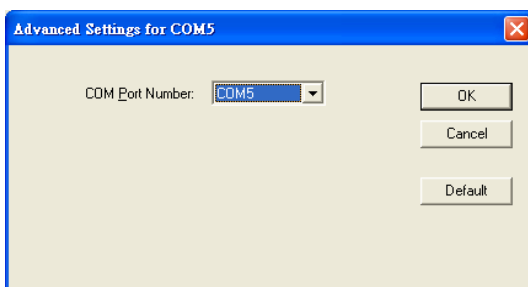 Advanced Settings for COM5
COM Port Number: COM5
OK
Cancel
Default